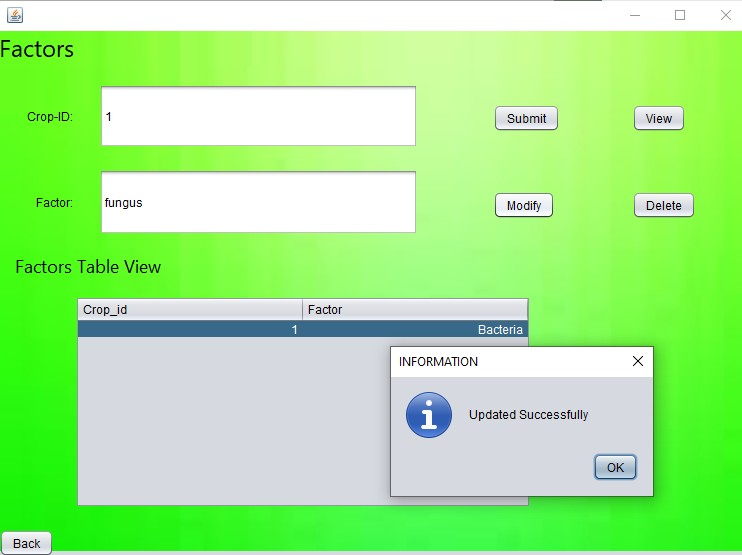 Factors
Crop-ID:
1
Submit
View
Factor:
fungus
Modify
Delete
Factors Table View
Crop_id
Factor
1
Bacteria
INFORMATION
Updated Successfully
OK
Back